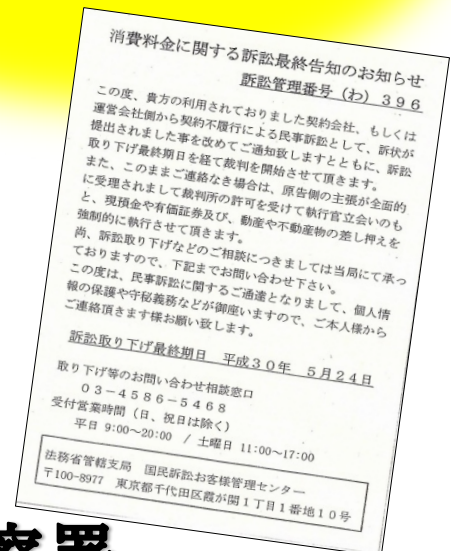 消費料金に関する訴訟最終告知のお知らせ
訴訟管理番号（わ）３９６
この度、貴方の利用されておりました契約会社、もしくは
運営会社側から契約不履行による民事訴訟として、訴状が
提出されました事を改めてご通知致しますとともに、訴訟
取り下げ最終期日を経て裁判を開始させて頂きます。
また、このままご連絡なき場合は、原告側の主張が全面的
に受理されまして裁判所の許可を受けて執行官立会いのも
と、現預金や有価証券及び、動産や不動産物の差し押えを
強制的に執行させて頂きます。
尚、訴訟取り下げなどのご相談につきましては当局にて承っ
ておりますので、下記までお問い合わせ下さい。
この度は、民事訴訟に関するご通達となりまして、個人情
報の保護や守秘義務などが御座いますので、ご本人様から
ご連絡頂きます様お願い致します。
訴訟取り下げ最終期日　平成３０年　５月２４日
取り下げ等のお問い合わせ相談窓口
０３－４５８６－５４６８
受付営業時間（日、祝日は除く）
平日 9:00～20:00 / 土曜日 11:00～17:00
法務省管轄支局　国民訴訟お客様管理センター
〒100-8977　東京都千代田区霞が関１丁目１番地１０号
察署